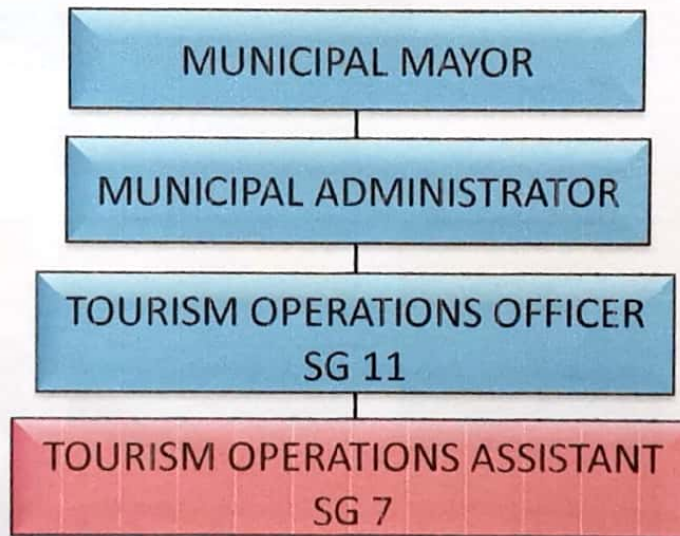 MUNICIPAL MAYOR
MUNICIPAL ADMINISTRATOR
TOURISM OPERATIONS OFFICER
SG 11
TOURISM OPERATIONS ASSISTANT
SG 7